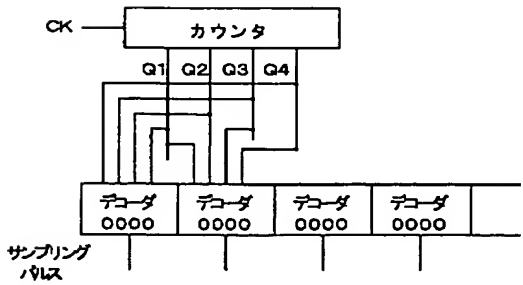 CK
カウンタ
Q1 Q2 Q3 Q4
デコーダ デコーダ デコーダ デコーダ
0000 0000 0000 0000
サンプリング
パルス